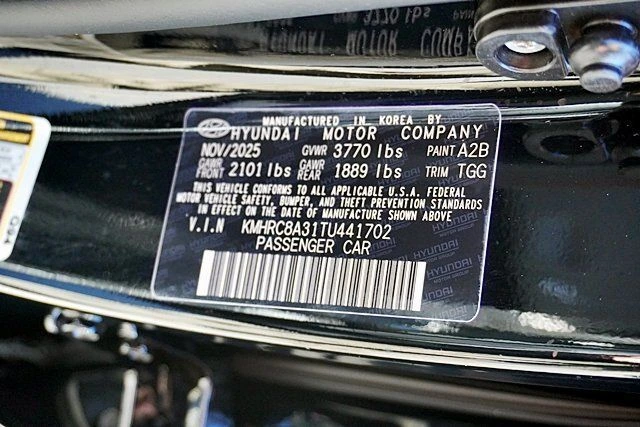 MANUFACTURED IN KOREA BY
HYUNDAI MOTOR COMPANY
NOV/2025 GVWR 3770 lbs PAINT A2B
GAWR FRONT 2101 lbs GAWR REAR 1889 lbs TRIM TGG
THIS VEHICLE CONFORMS TO ALL APPLICABLE U.S.A. FEDERAL
MOTOR VEHICLE SAFETY, BUMPER, AND THEFT PREVENTION STANDARDS
IN EFFECT ON THE DATE OF MANUFACTURE SHOWN ABOVE
V.I.N KMHRC8A31TU441702
PASSENGER CAR